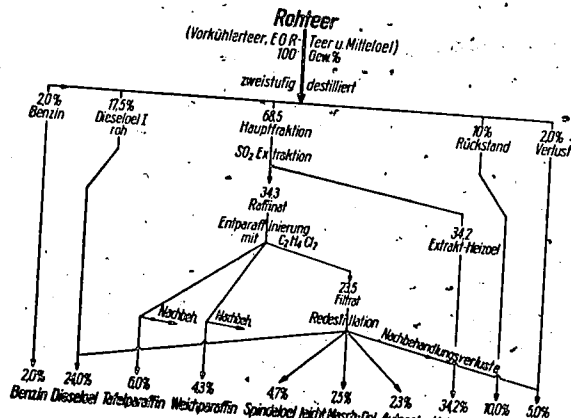 Rohteer
(Vorkühlerteer, EOR- Teer u. Mitteloel)
100 Gew.%
zweistufig destilliert
2,0% Benzin
17,5% Dieseloel I roh
68,5 Hauptfraktion
10% Rückstand
2,0% Verlust
SO2 Extraktion
34,3 Raffinat
34,2 Extrakt-Heizoel
Entparaffinierung mit C2H4Cl2
23,5 Filtrat
Nachbeh.
Nachbeh.
Redestillation
Nachbehandlungsverluste
2,0% 24,0% 6,0% 4,3% 4,7% 7,5% 2,3% 34,2% 10,0% 5,0%
Benzin Dieseloel Tafelparaffin Weichparaffin Spindeloel leicht Masch.-Oel